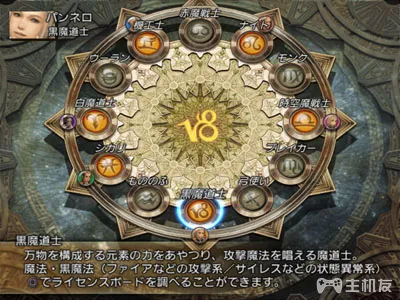 パンネロ
黒魔道士
赤魔戦士
機工士
ナイト
ウーラン
モンク
白魔道士
時空魔戦士
シカリ
ブレイカー
もののふ
弓使い
黒魔道士
黒魔道士
万物を構成する元素の力をあやつり、攻撃魔法を唱える魔道士。
魔法・黒魔法（ファイアなどの攻撃系／サイレスなどの状態異常系）
○でライセンスボードを調べることができます。
主机友